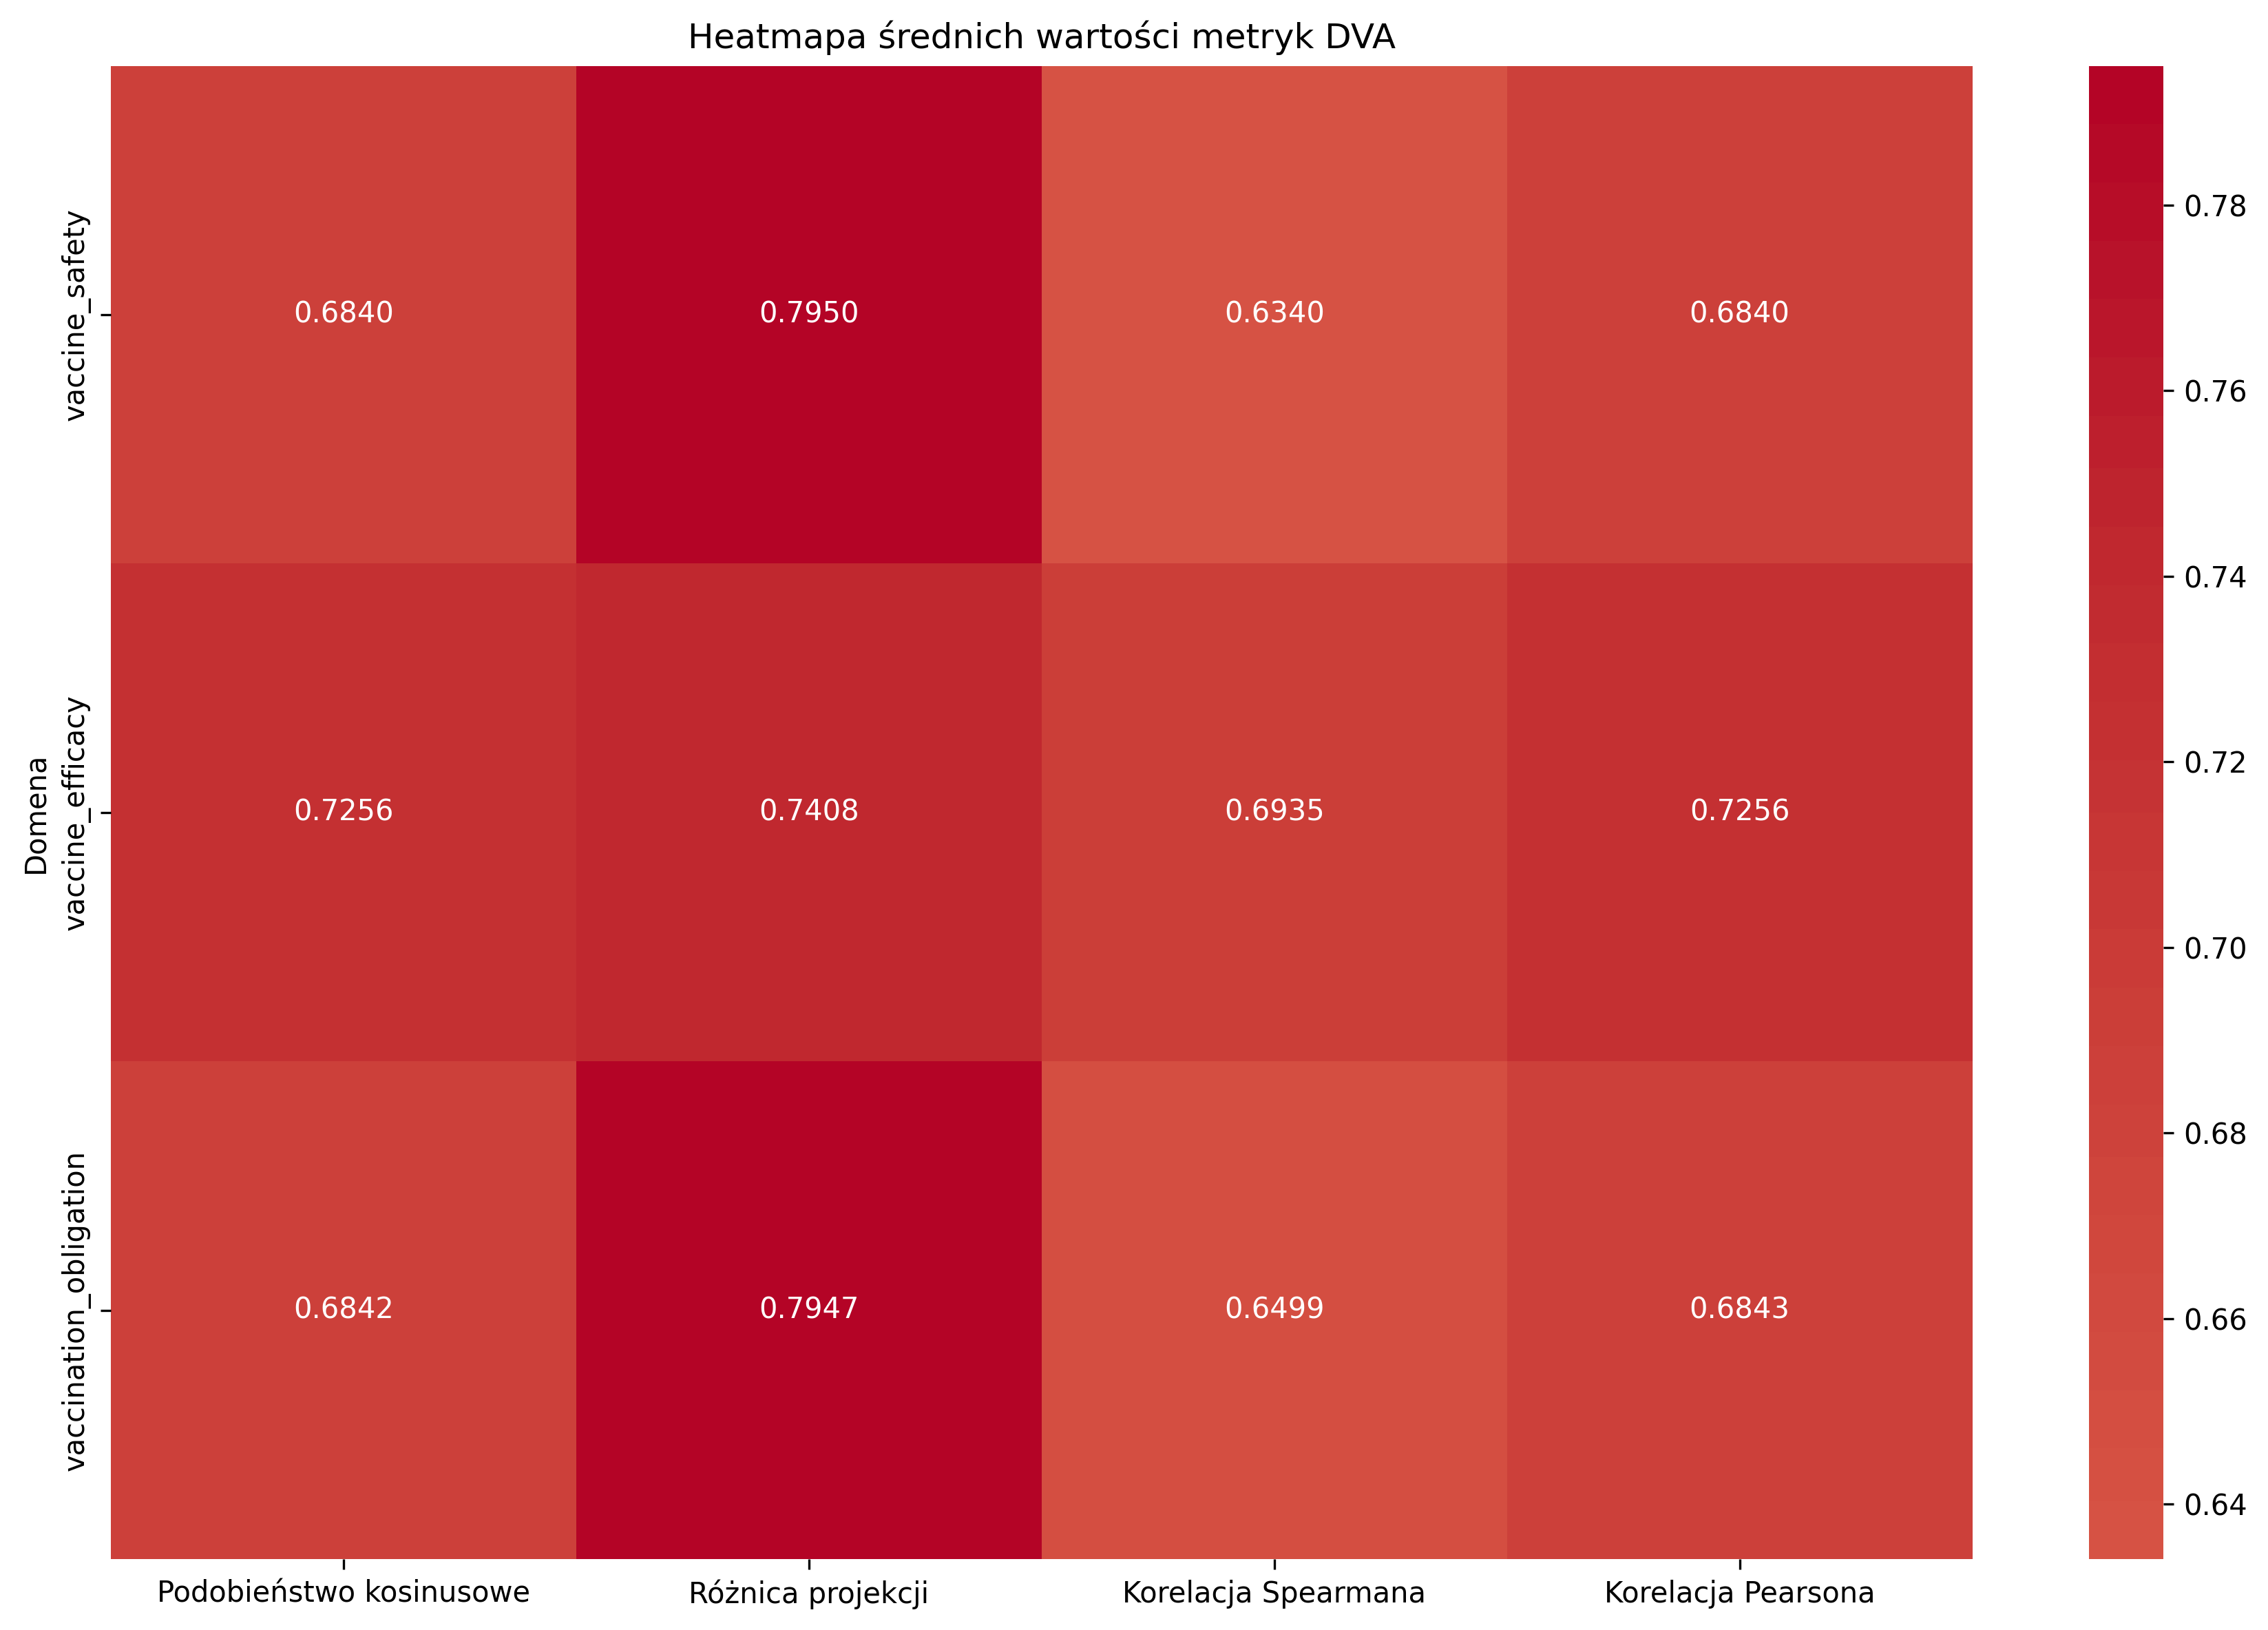 Heatmapa średnich wartości metryk DVA
Domena
vaccine_safety
0.6840 0.7950 0.6340 0.6840
vaccine_efficacy
0.7256 0.7408 0.6935 0.7256
vaccination_obligation
0.6842 0.7947 0.6499 0.6843
Podobieństwo kosinusowe Różnica projekcji Korelacja Spearmana Korelacja Pearsona
0.78
0.76
0.74
0.72
0.70
0.68
0.66
0.64